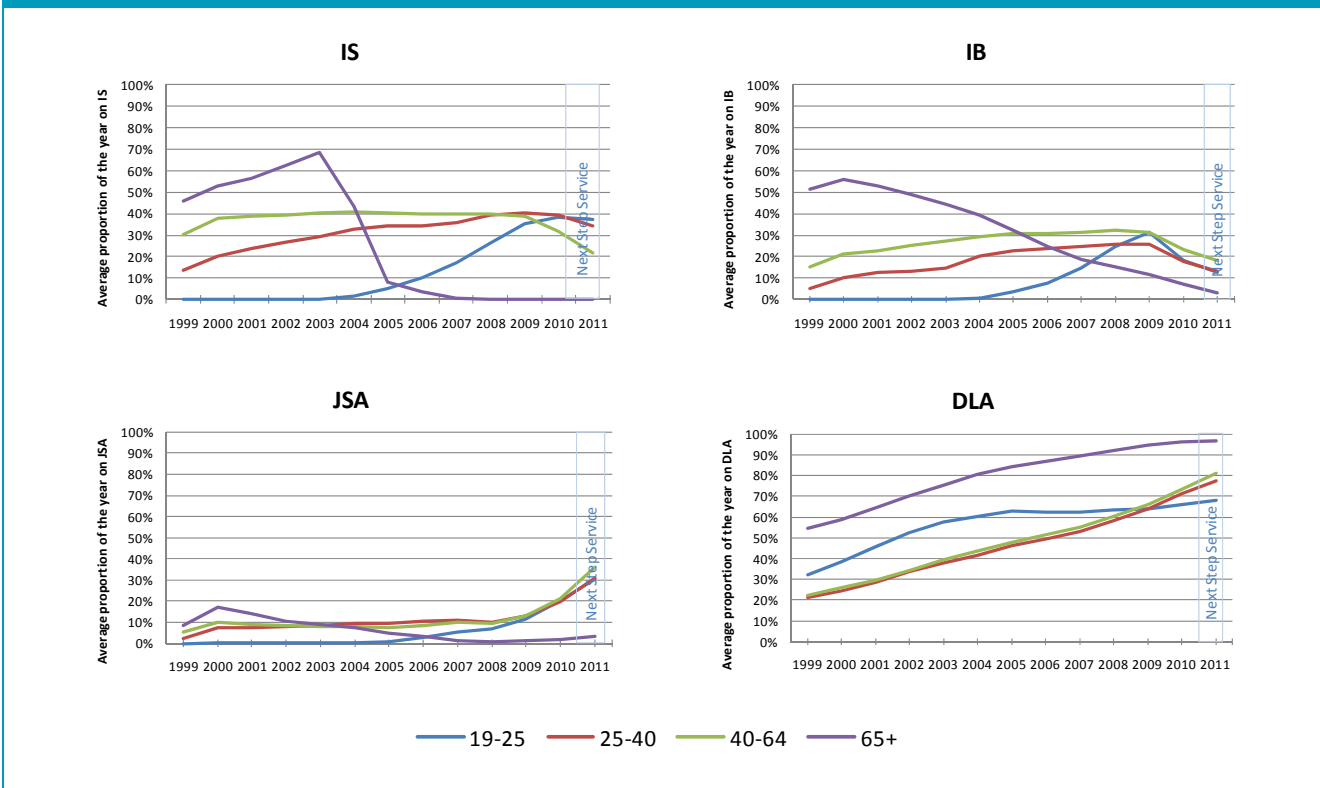 IS
Average proportion of the year on IS
100%
90%
80%
70%
60%
50%
40%
30%
20%
10%
0%
Next Step Service
1999 2000 2001 2002 2003 2004 2005 2006 2007 2008 2009 2010 2011
IB
Average proportion of the year on IB
100%
90%
80%
70%
60%
50%
40%
30%
20%
10%
0%
Next Step Service
1999 2000 2001 2002 2003 2004 2005 2006 2007 2008 2009 2010 2011
JSA
Average proportion of the year on JSA
100%
90%
80%
70%
60%
50%
40%
30%
20%
10%
0%
Next Step Service
1999 2000 2001 2002 2003 2004 2005 2006 2007 2008 2009 2010 2011
DLA
Average proportion of the year on DLA
100%
90%
80%
70%
60%
50%
40%
30%
20%
10%
0%
Next Step Service
1999 2000 2001 2002 2003 2004 2005 2006 2007 2008 2009 2010 2011
19-25 25-40 40-64 65+